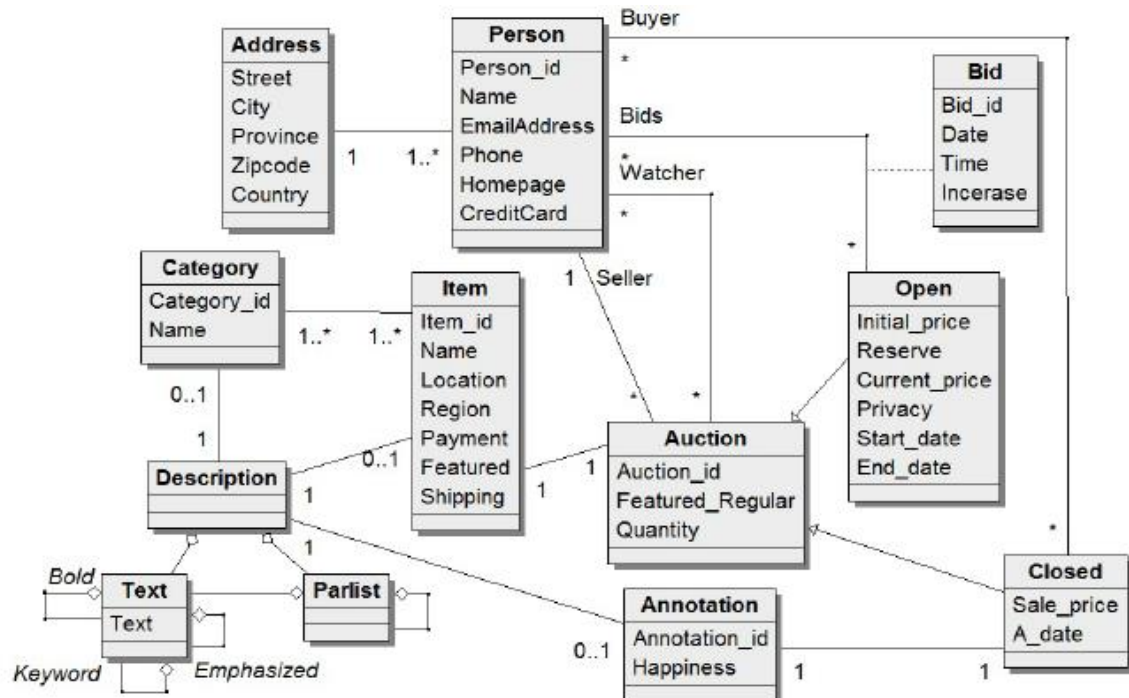 Address
Street
City
Province
Zipcode
Country
1
1..*
Person
Person_id
Name
EmailAddress
Phone
Homepage
CreditCard
Buyer
*
Bids
*
Watcher
*
1
Seller
Bid
Bid_id
Date
Time
Incerase
Category
Category_id
Name
1..*
1..*
0..1
1
Item
Item_id
Name
Location
Region
Payment
Featured
Shipping
0..1
1
1
1
*
*
Auction
Auction_id
Featured_Regular
Quantity
*
Open
Initial_price
Reserve
Current_price
Privacy
Start_date
End_date
Description
1
Bold
Text
Text
Keyword
Emphasized
Parlist
Annotation
Annotation_id
Happiness
0..1
1
1
*
Closed
Sale_price
A_date